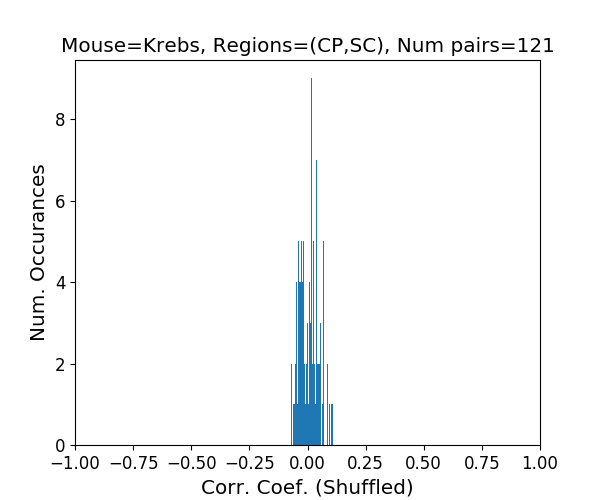 Mouse=Krebs, Regions=(CP,SC), Num pairs=121
Num. Occurances
8
6
4
2
0
−1.00 −0.75 −0.50 −0.25 0.00 0.25 0.50 0.75 1.00
Corr. Coef. (Shuffled)